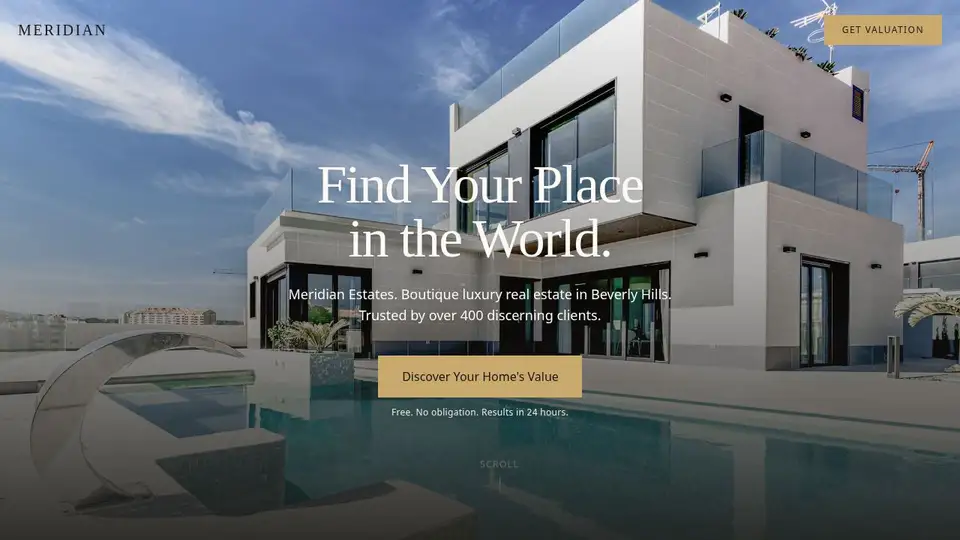 MERIDIAN
GET VALUATION
Find Your Place
in the World.
Meridian Estates. Boutique luxury real estate in Beverly Hills.
Trusted by over 400 discerning clients.
Discover Your Home's Value
Free. No obligation. Results in 24 hours.
SCROLL